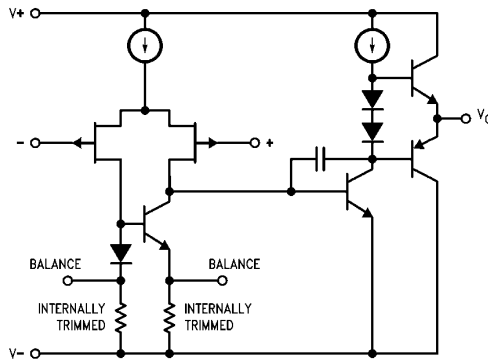 V+
-
+
VO
BALANCE
BALANCE
INTERNALLY
TRIMMED
INTERNALLY
TRIMMED
V-